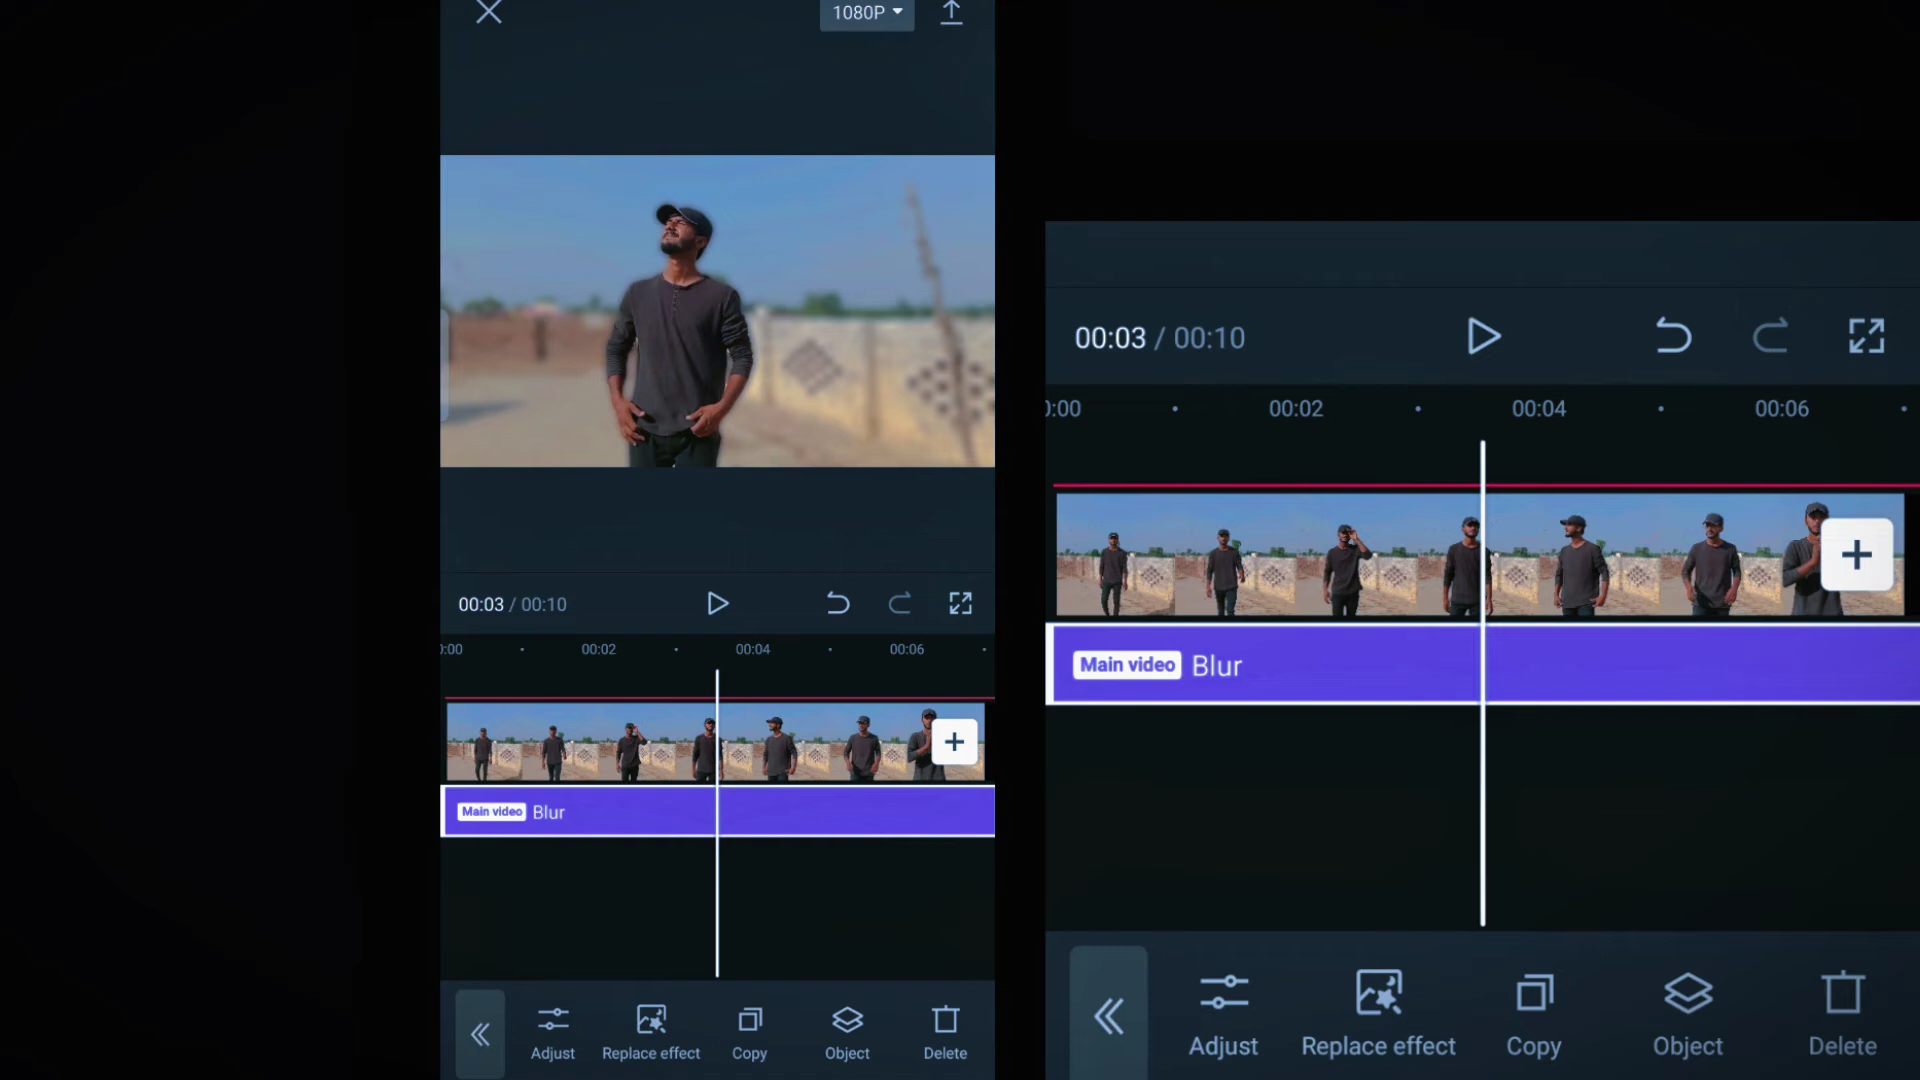 1080P
00:03 / 00:10
0:00 00:02 00:04 00:06
Main video Blur
Adjust Replace effect Copy Object Delete
00:03 / 00:10
0:00 00:02 00:04 00:06
Main video Blur
Adjust Replace effect Copy Object Delete